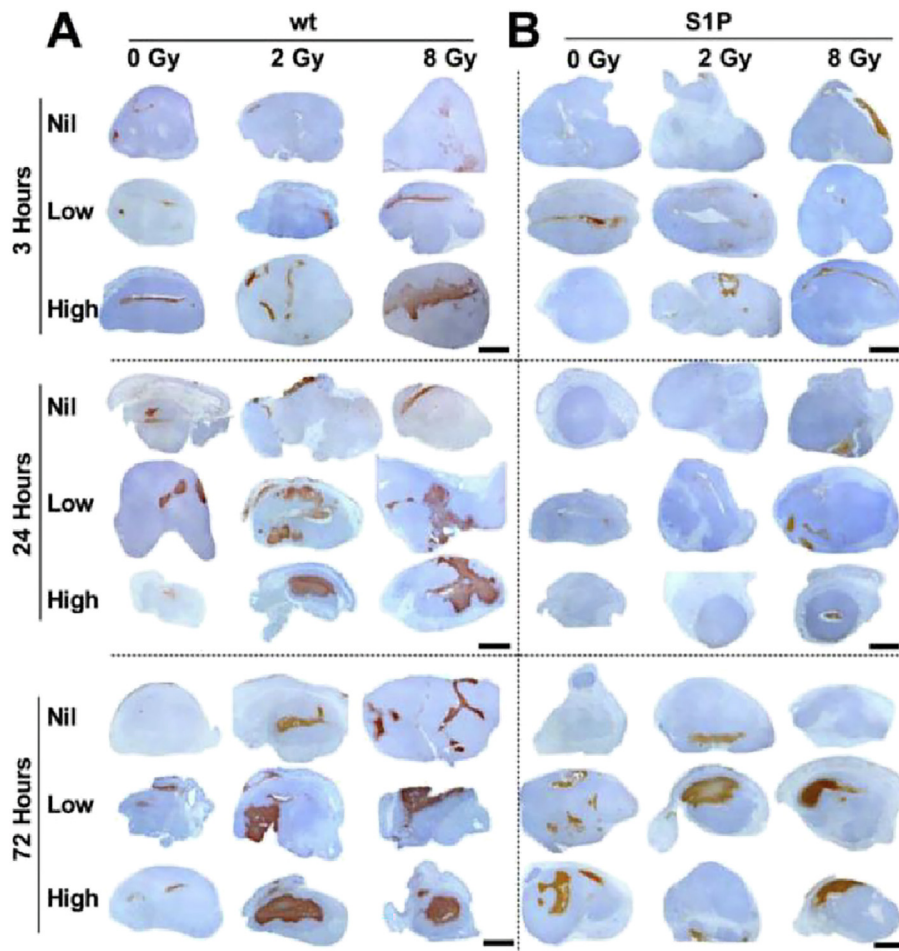 A wt B S1P
0 Gy 2 Gy 8 Gy 0 Gy 2 Gy 8 Gy
3 Hours
Nil
Low
High
24 Hours
Nil
Low
High
72 Hours
Nil
Low
High